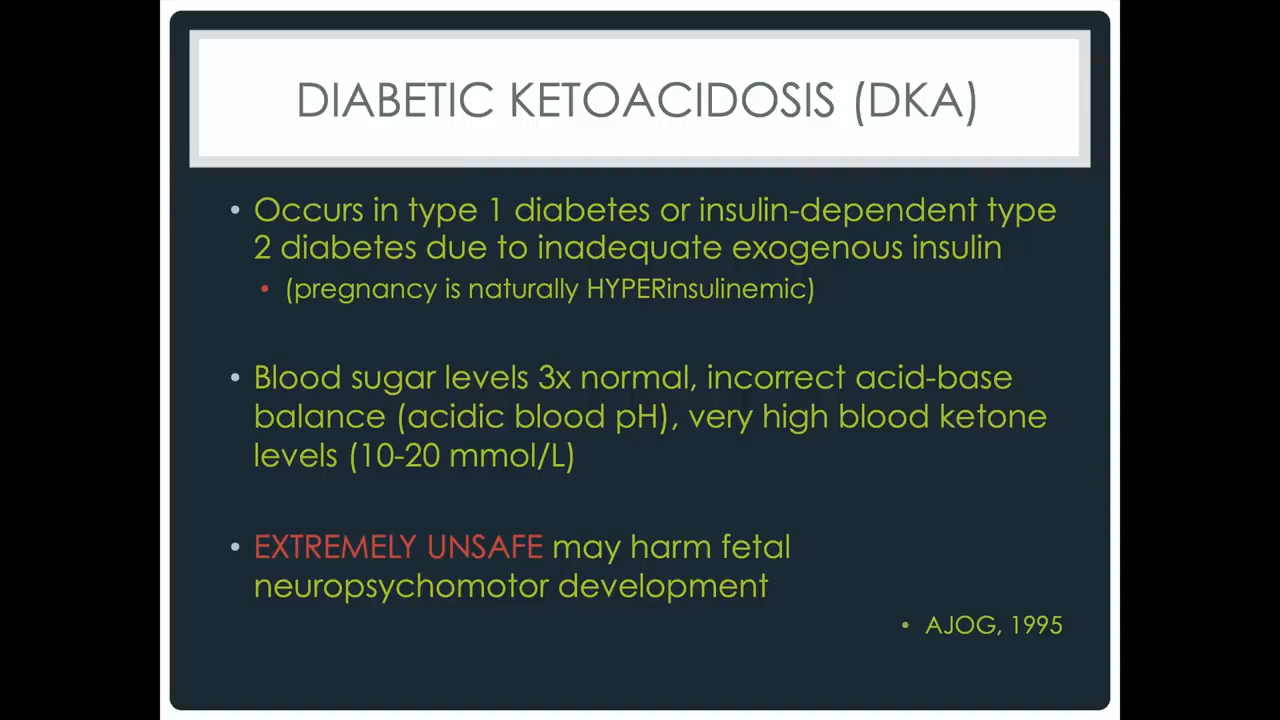 DIABETIC KETOACIDOSIS (DKA)
• Occurs in type 1 diabetes or insulin-dependent type
2 diabetes due to inadequate exogenous insulin
• (pregnancy is naturally HYPERinsulinemic)
• Blood sugar levels 3x normal, incorrect acid-base
balance (acidic blood pH), very high blood ketone
levels (10-20 mmol/L)
• EXTREMELY UNSAFE may harm fetal
neuropsychomotor development
• AJOG, 1995